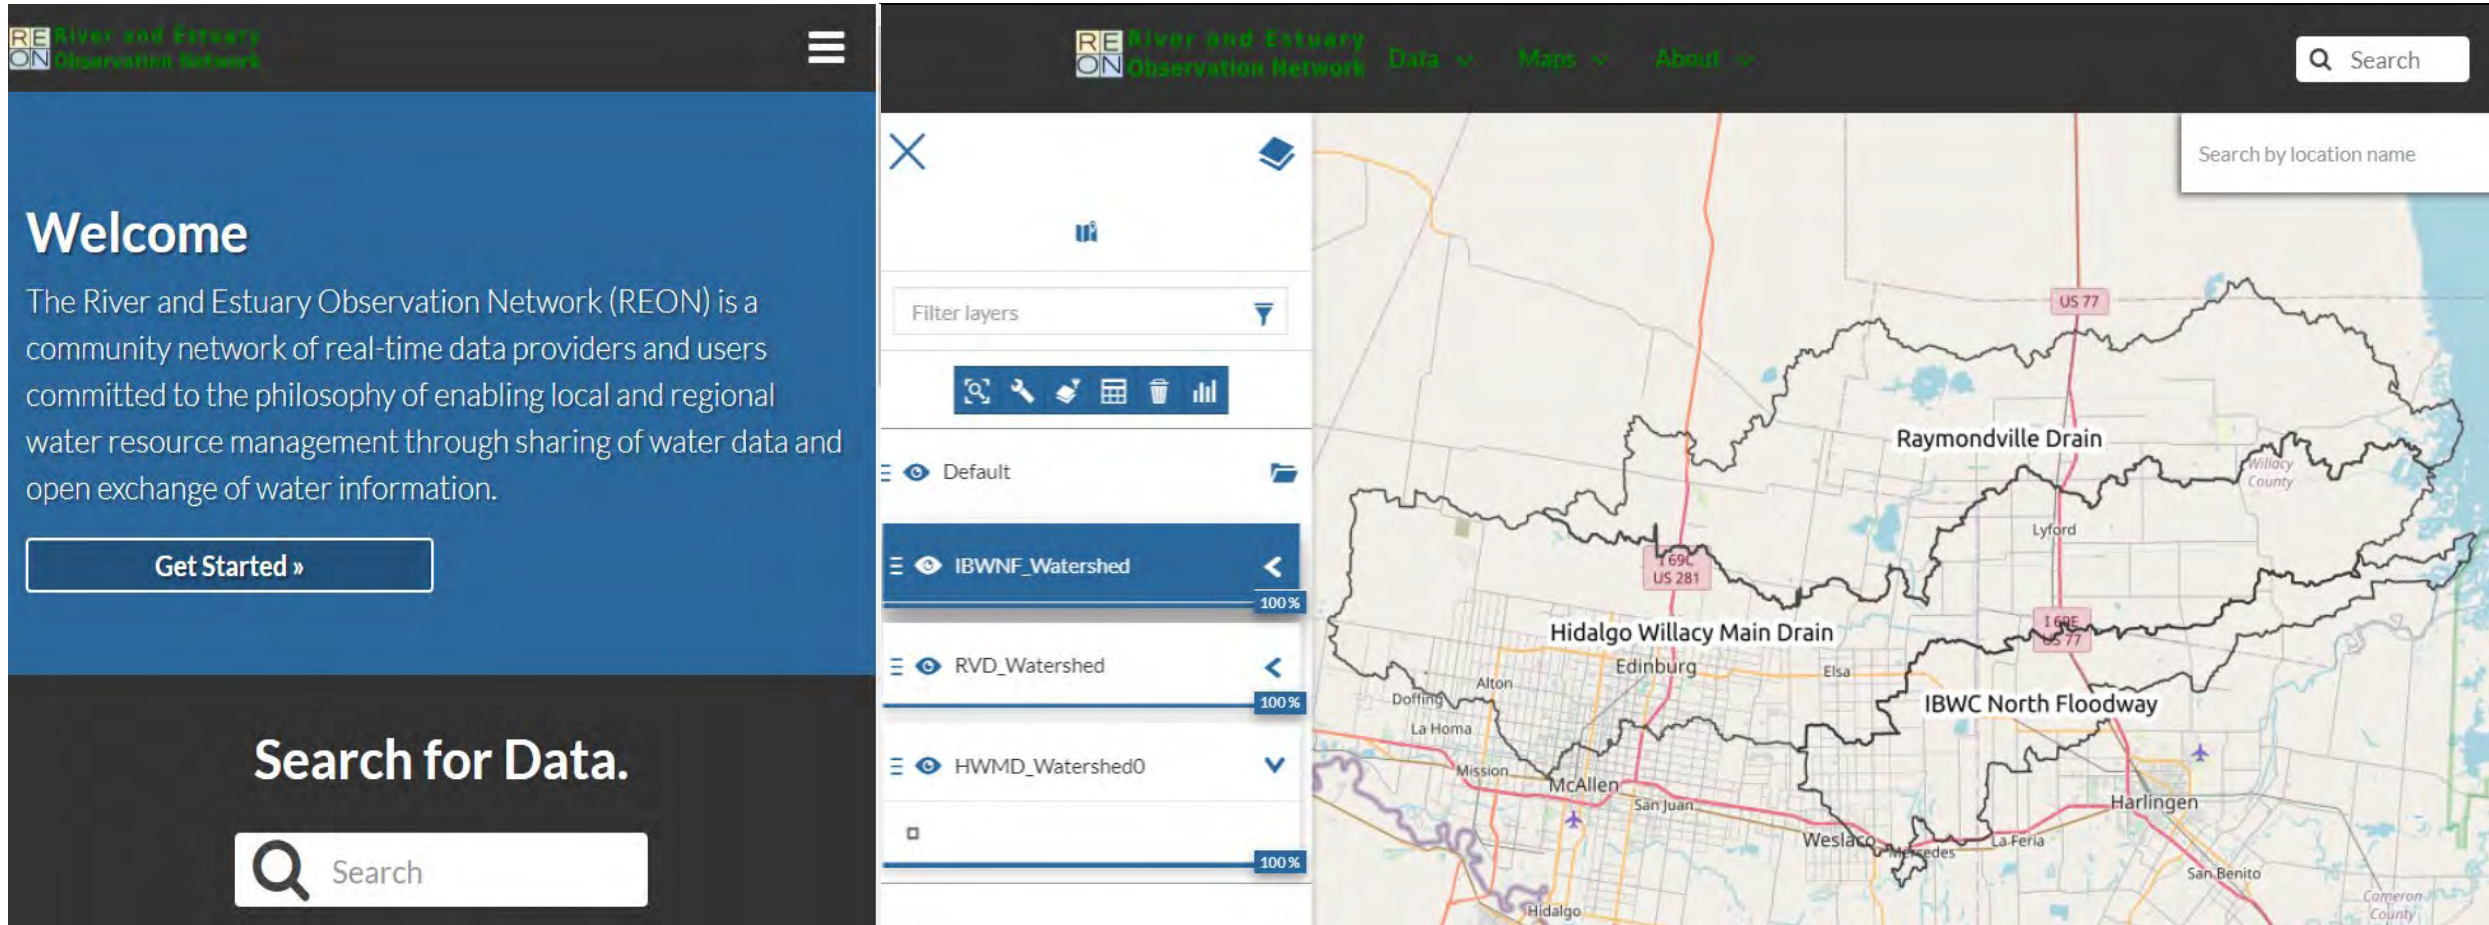 RE River and Estuary
ON Observation Network
Welcome
The River and Estuary Observation Network (REON) is a
community network of real-time data providers and users
committed to the philosophy of enabling local and regional
water resource management through sharing of water data and
open exchange of water information.
Get Started »
Search for Data.
Search
RE River and Estuary
ON Observation Network
Data
Maps
About
Search
Filter layers
Default
IBWNF_Watershed
100 %
RVD_Watershed
100 %
HWMD_Watershed0
100 %
Search by location name
US 77
Raymondville Drain
Willacy
County
Lyford
I 69C
US 281
I 69E
US 77
Hidalgo Willacy Main Drain
Edinburg
Elsa
Alton
Doffing
IBWC North Floodway
La Homa
Mission
McAllen
San Juan
Harlingen
Weslaco
Mercedes
La Feria
San Benito
Cameron
County
Hidalgo